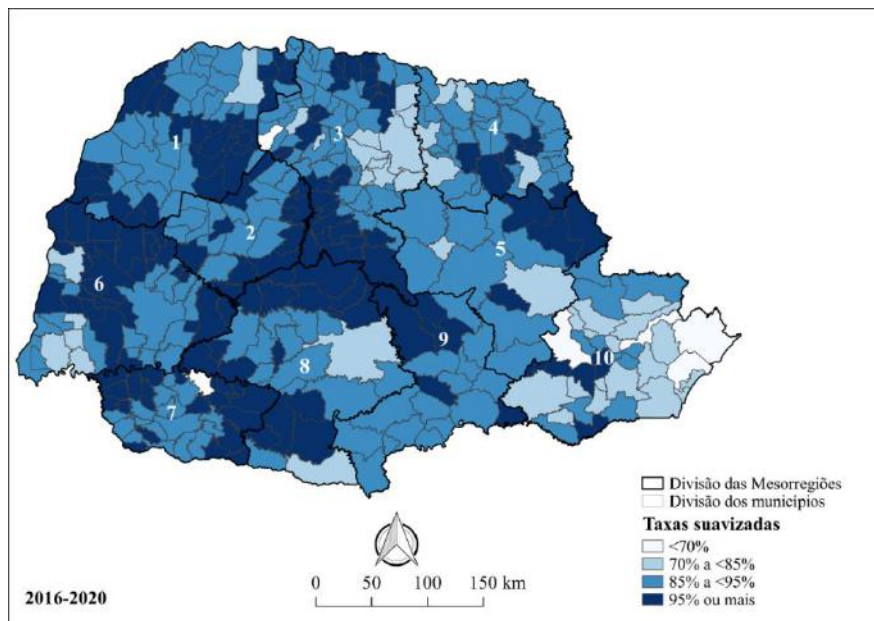 1
3
4
2
5
6
9
8
10
7
Divisão das Mesorregiões
Divisão dos municípios
Taxas suavizadas
<70%
70% a <85%
85% a <95%
95% ou mais
0 50 100 150 km
2016-2020